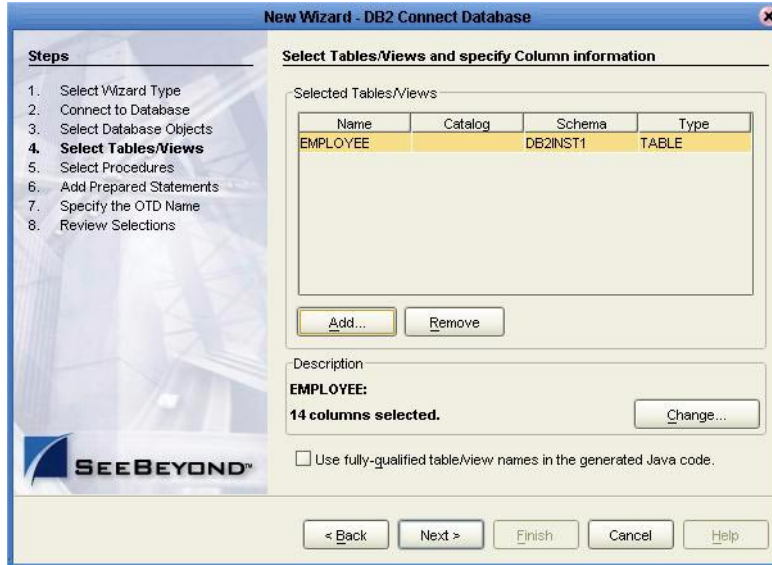 New Wizard - DB2 Connect Database
Steps
1. Select Wizard Type
2. Connect to Database
3. Select Database Objects
4. Select Tables/Views
5. Select Procedures
6. Add Prepared Statements
7. Specify the OTD Name
8. Review Selections
SEEBEYOND™
Select Tables/Views and specify Column information
Selected Tables/Views
Name Catalog Schema Type
EMPLOYEE DB2INST1 TABLE
Add... Remove
Description
EMPLOYEE:
14 columns selected.
Change...
Use fully-qualified table/view names in the generated Java code.
< Back Next > Finish Cancel Help